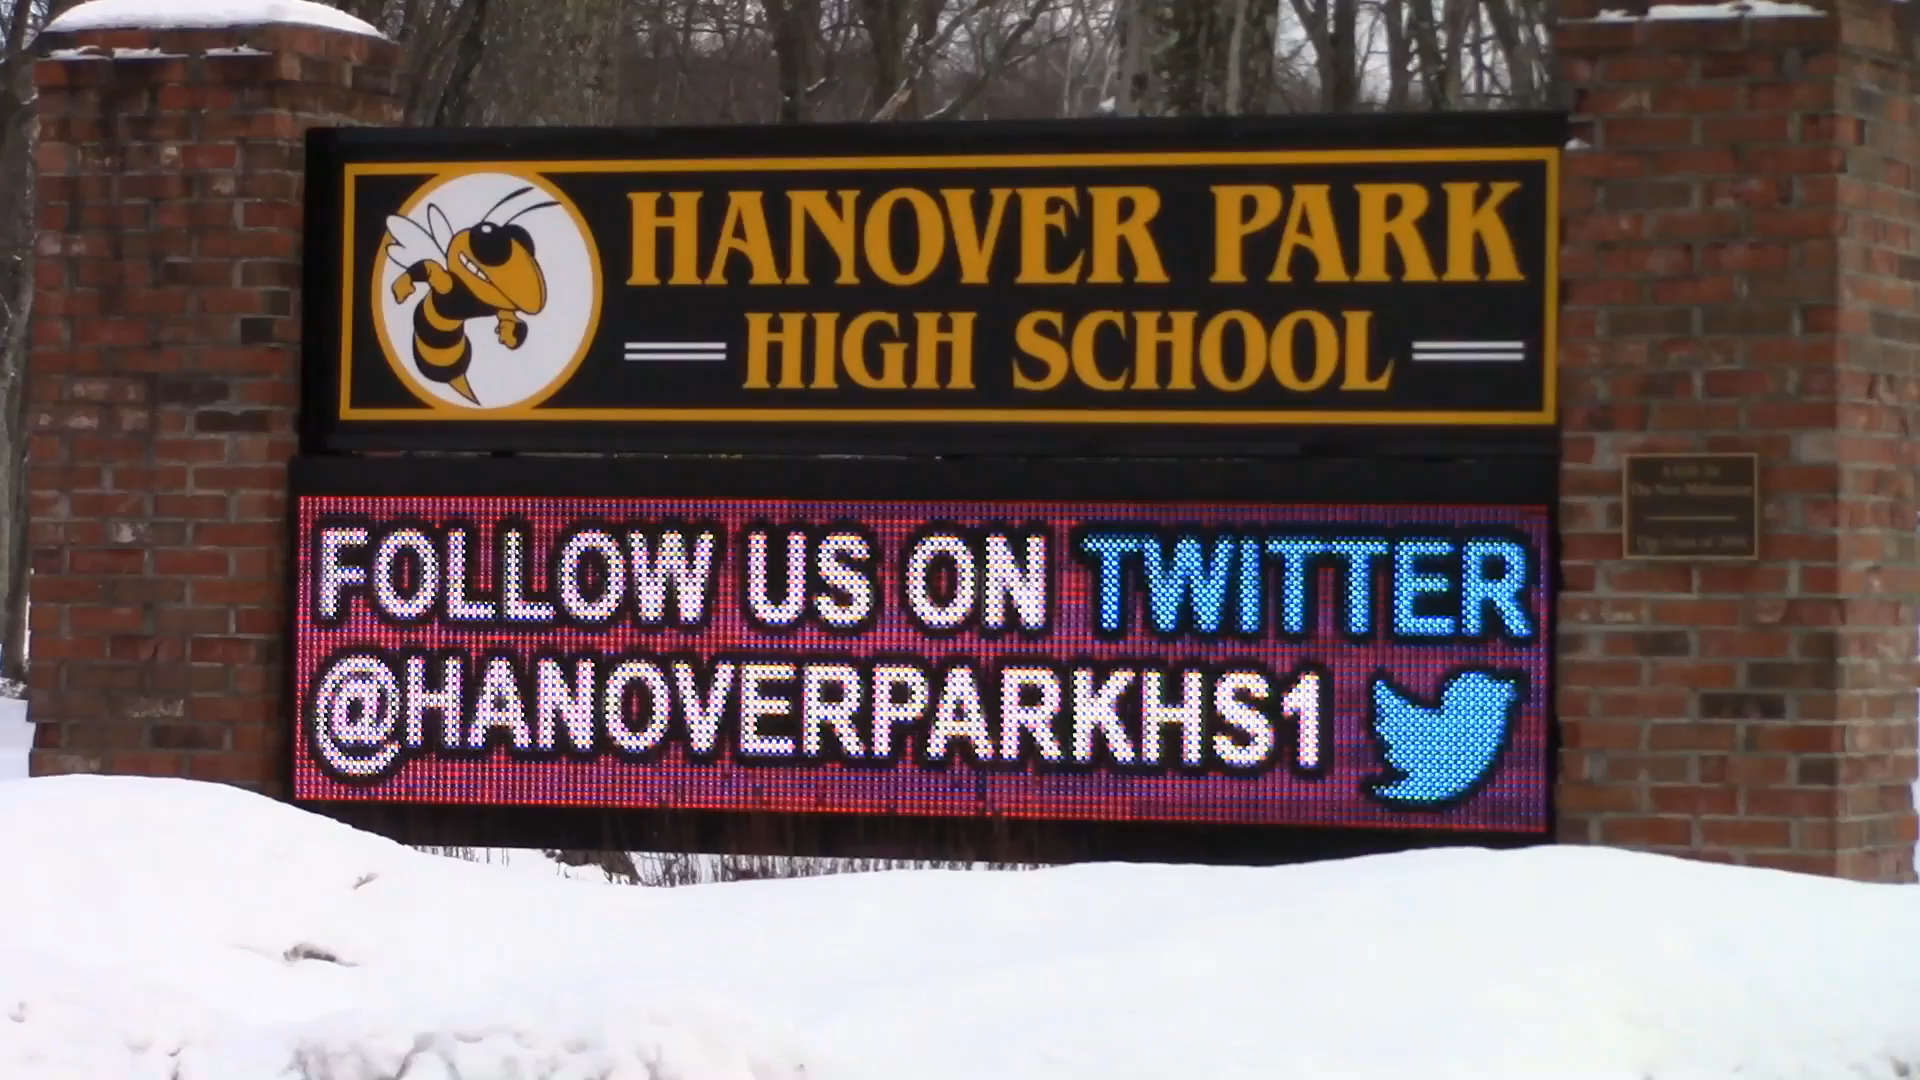 HANOVER PARK
HIGH SCHOOL
FOLLOW US ON TWITTER
@HANOVERPARKHS1